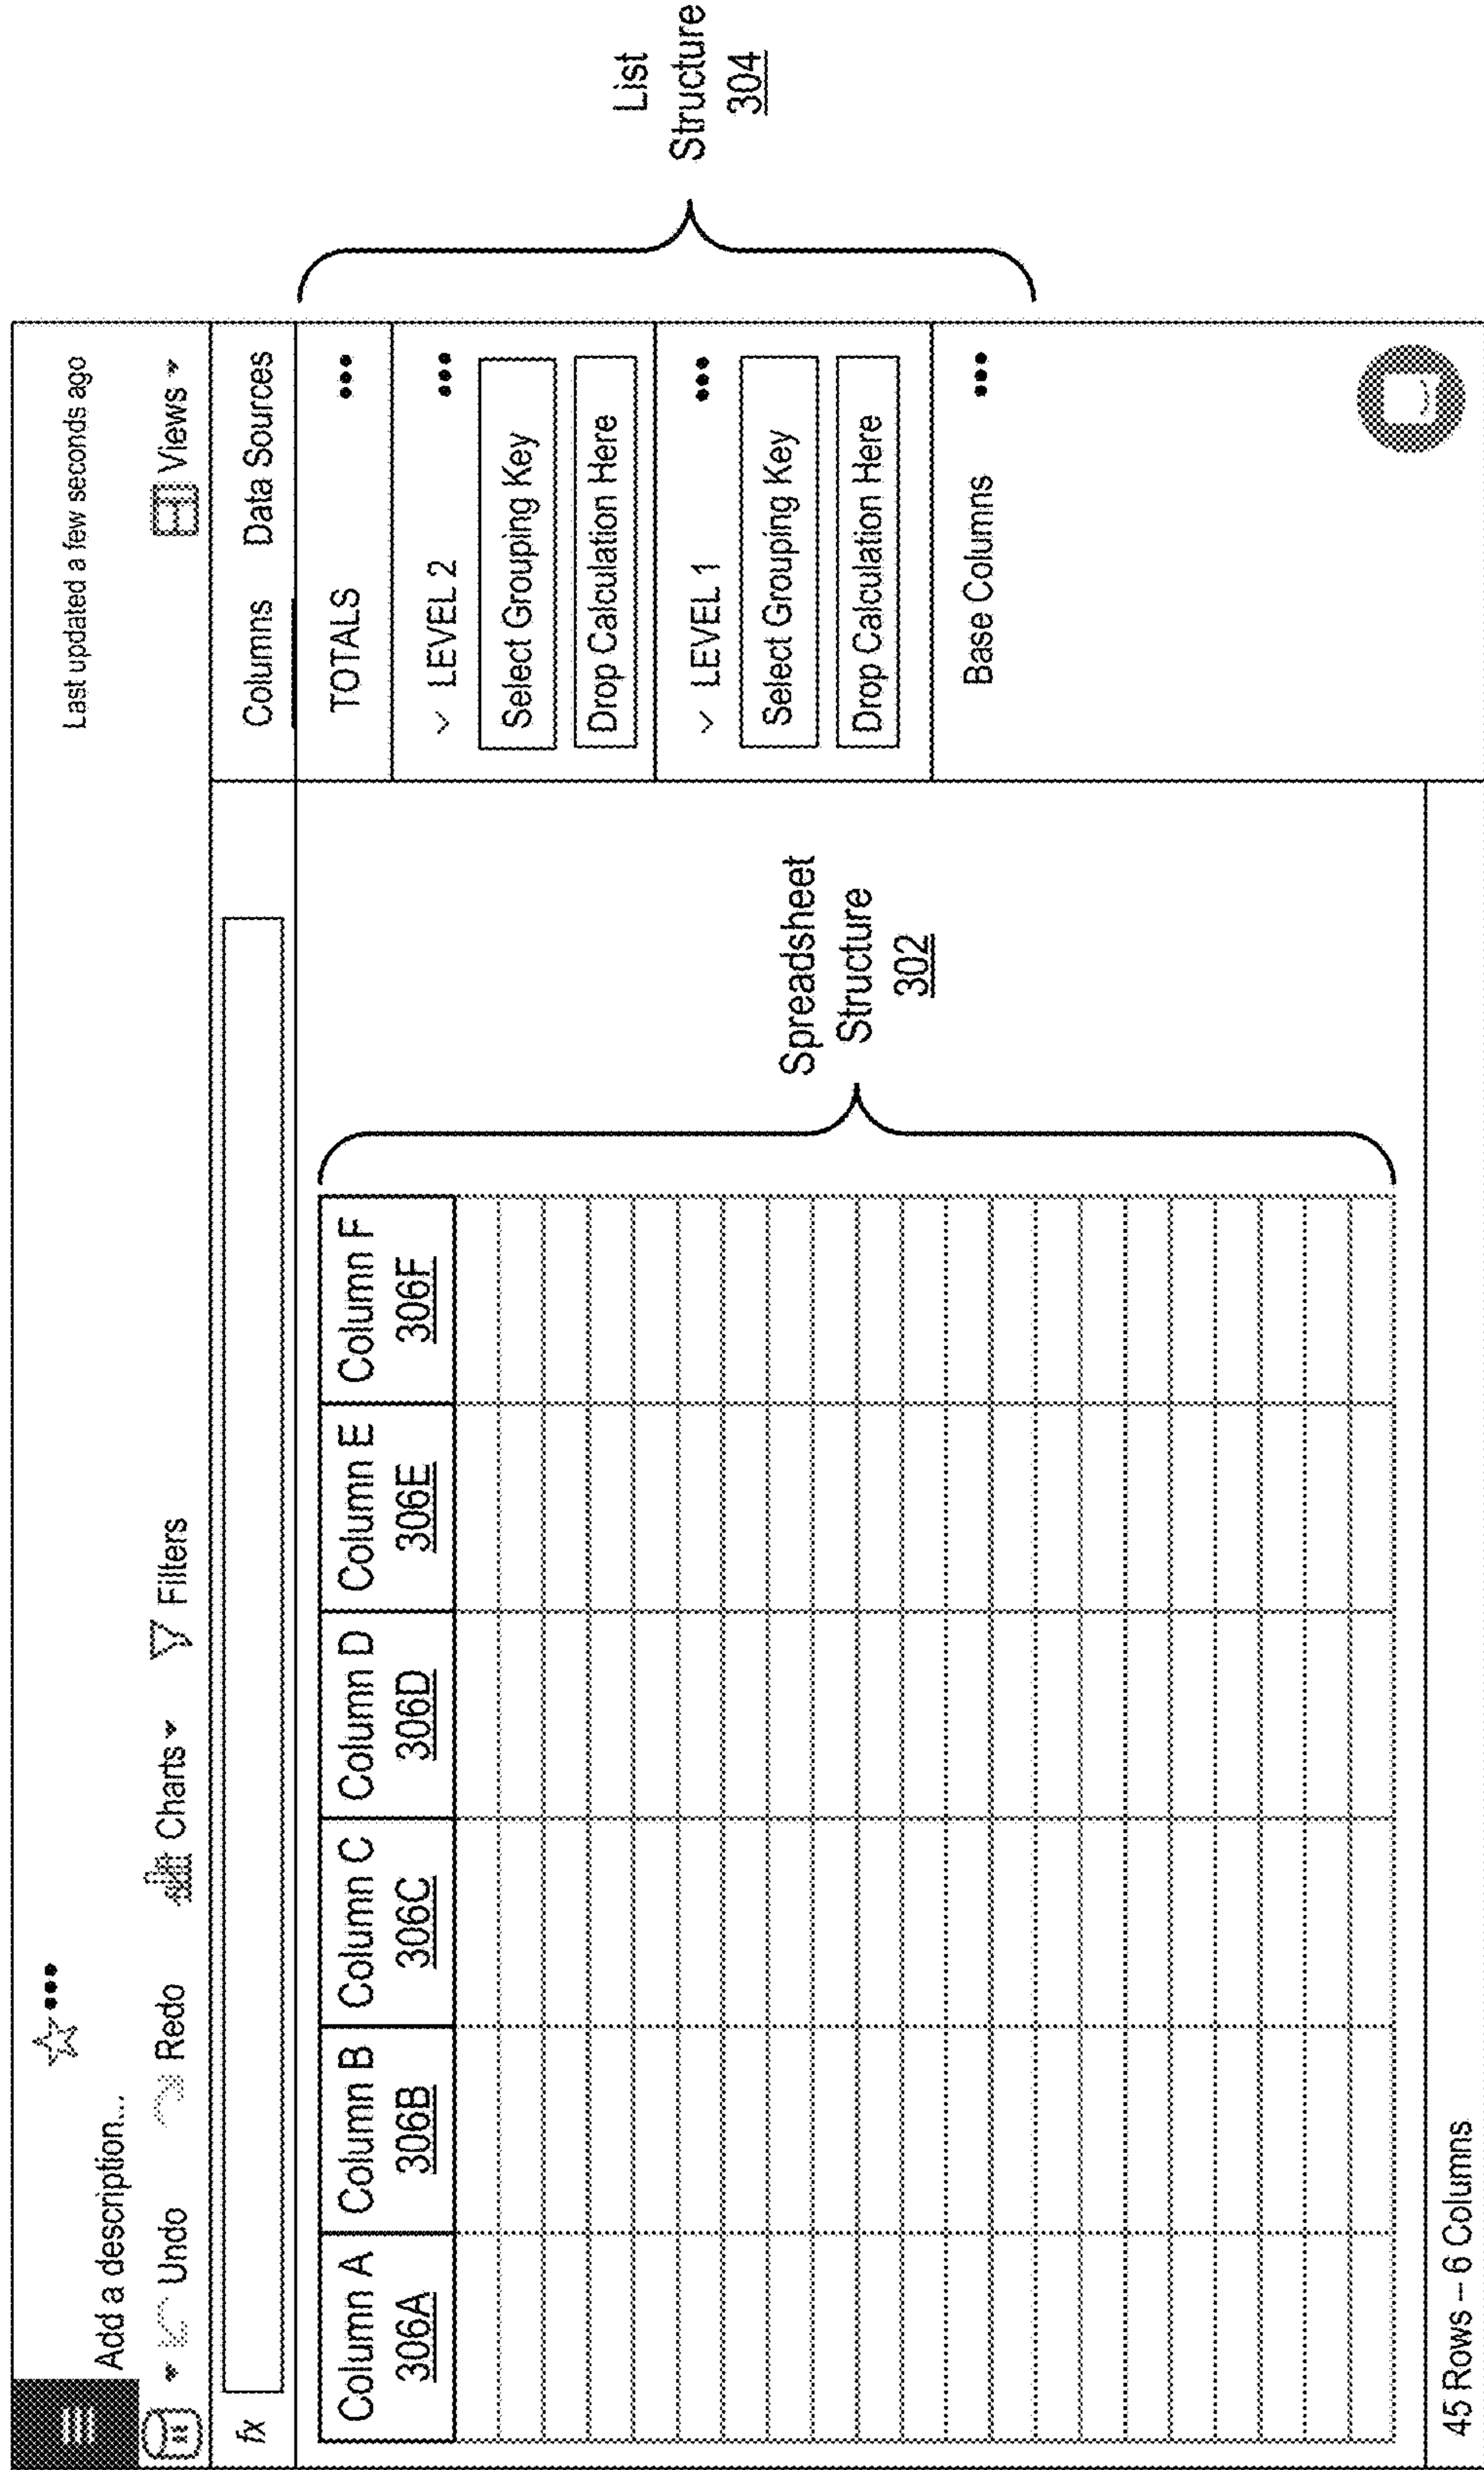 Last updated a few seconds ago
Add a description...
Undo Redo Charts Filters Views
fx
Columns Data Sources
Column A Column B Column C Column D Column E Column F
306A 306B 306C 306D 306E 306F
Spreadsheet
Structure
302
TOTALS
LEVEL 2
Select Grouping Key
Drop Calculation Here
LEVEL 1
Select Grouping Key
Drop Calculation Here
Base Columns
List
Structure
304
45 Rows – 6 Columns